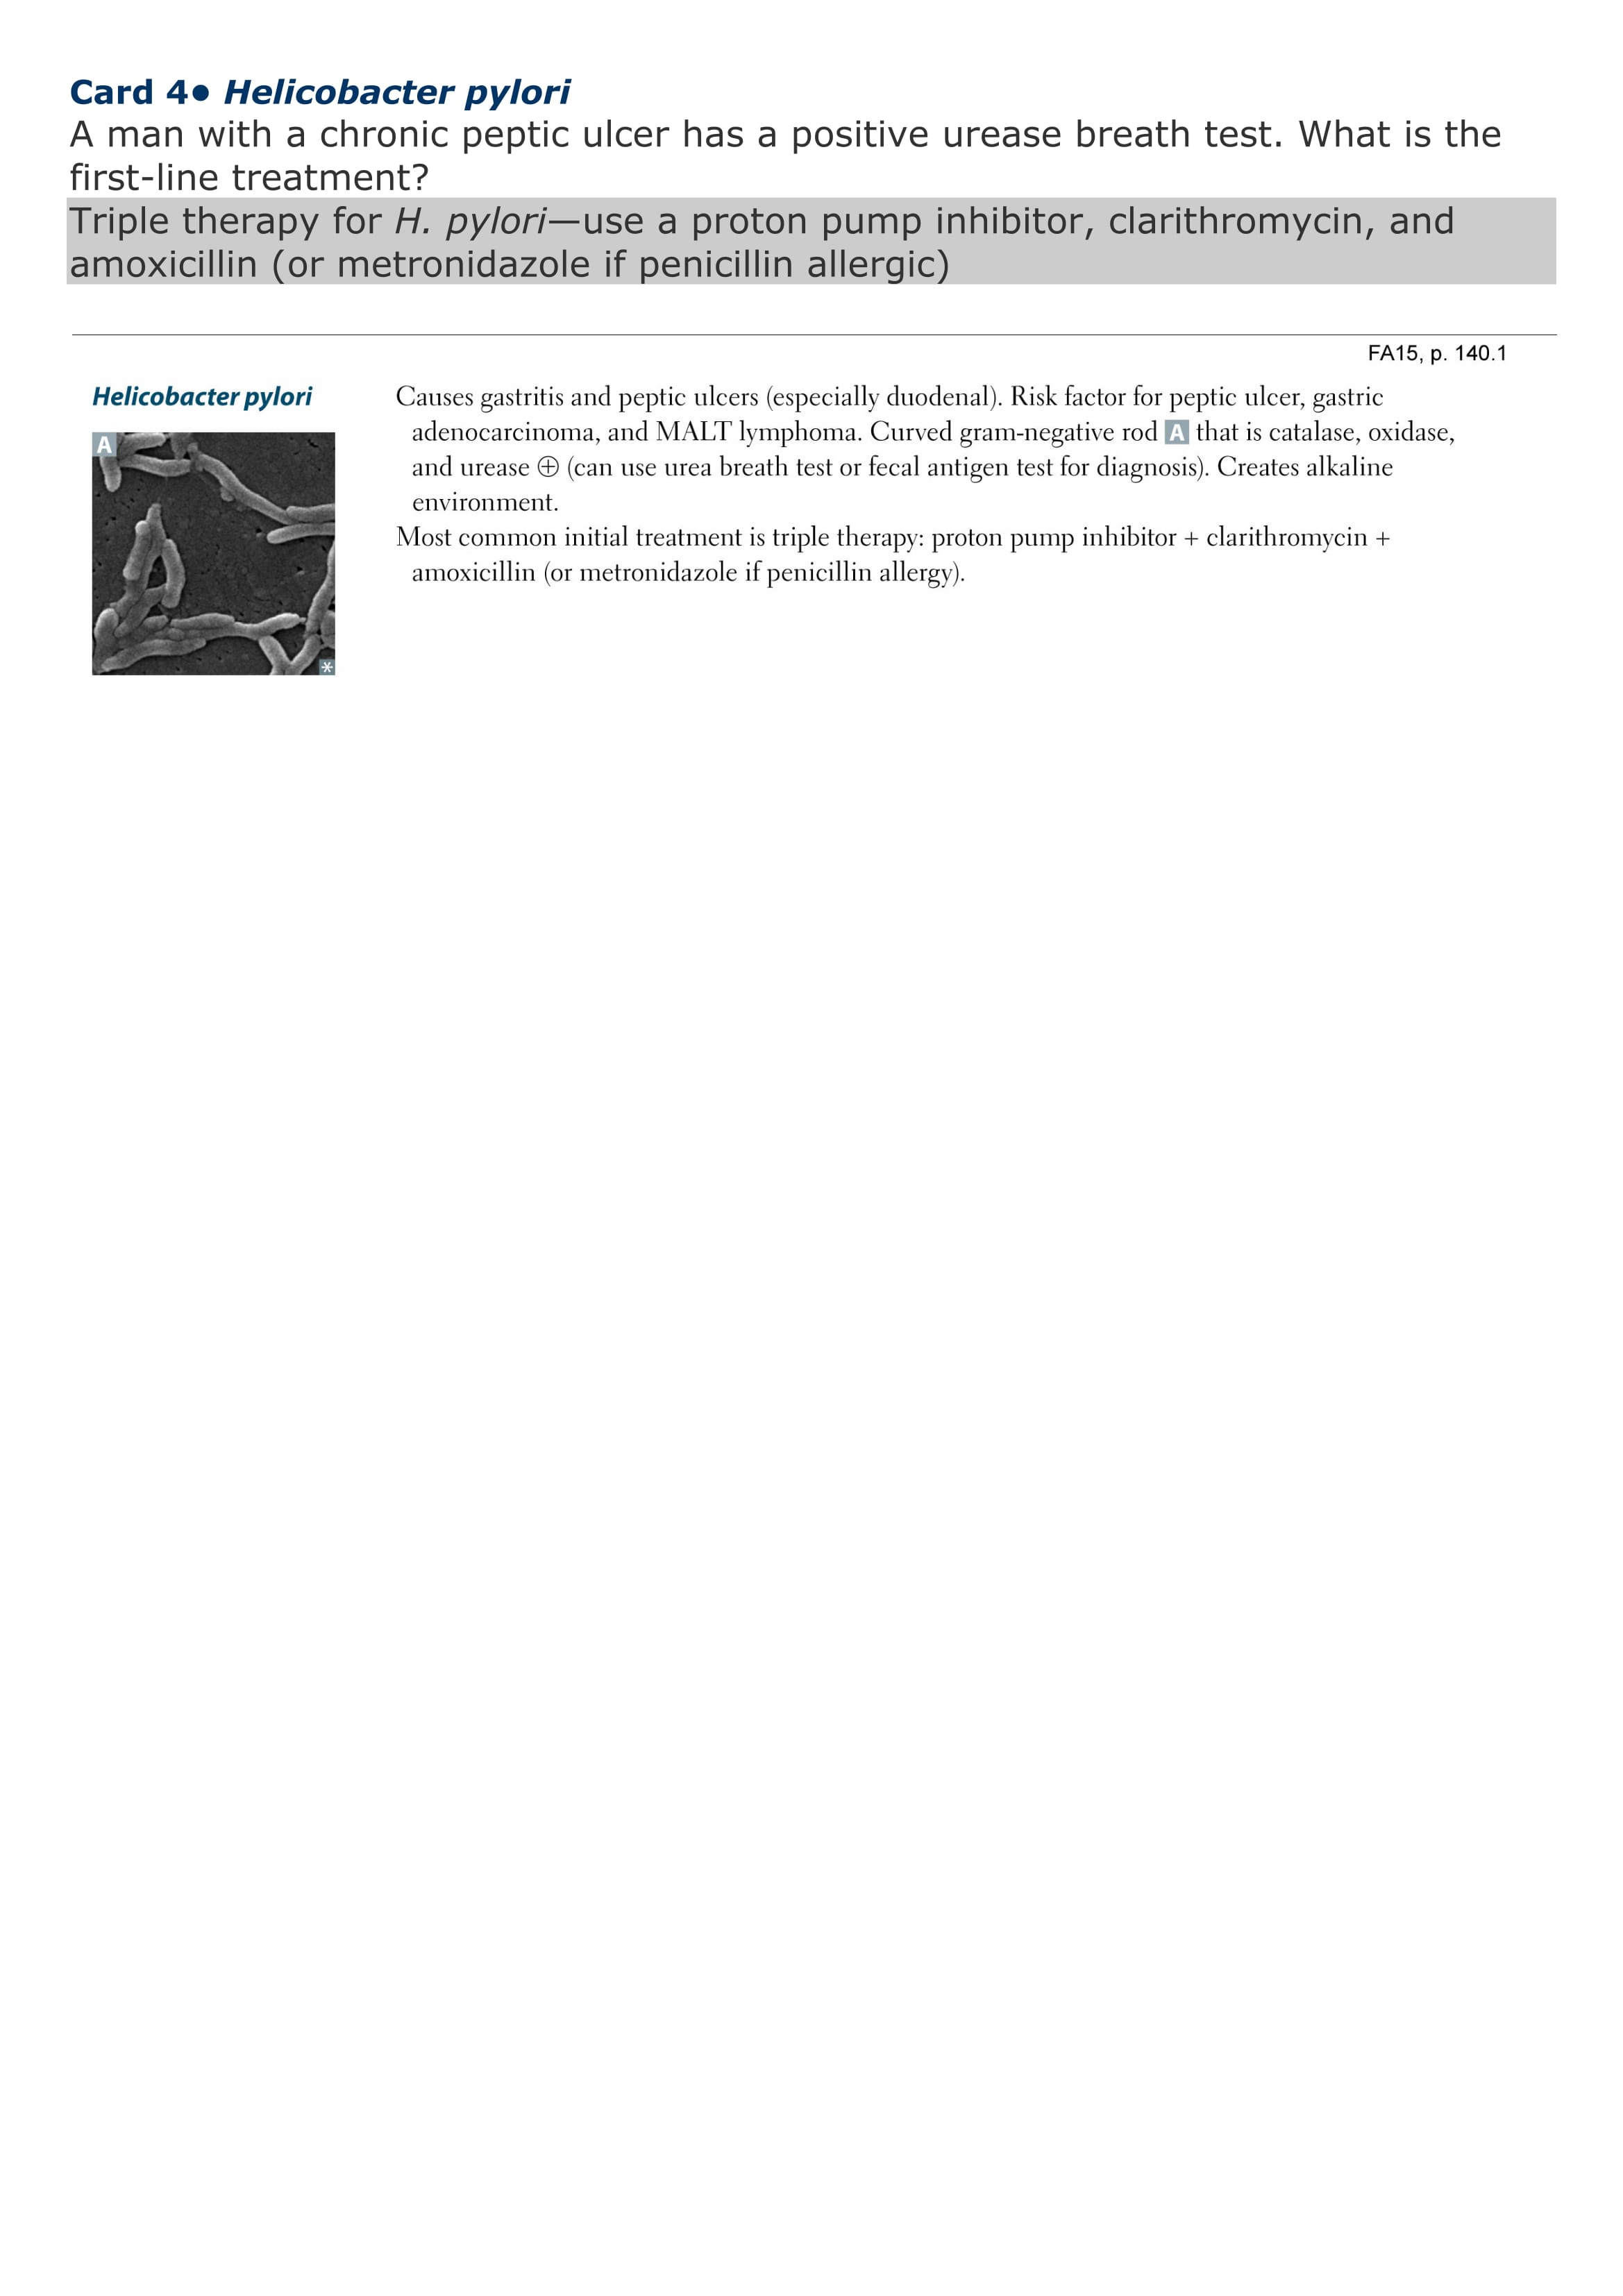 Card 4● Helicobacter pylori
A man with a chronic peptic ulcer has a positive urease breath test. What is the
first-line treatment?
Triple therapy for H. pylori—use a proton pump inhibitor, clarithromycin, and
amoxicillin (or metronidazole if penicillin allergic)
FA15, p. 140.1
Helicobacter pylori
A
*
Causes gastritis and peptic ulcers (especially duodenal). Risk factor for peptic ulcer, gastric
adenocarcinoma, and MALT lymphoma. Curved gram-negative rod A that is catalase, oxidase,
and urease ⊕ (can use urea breath test or fecal antigen test for diagnosis). Creates alkaline
environment.
Most common initial treatment is triple therapy: proton pump inhibitor + clarithromycin +
amoxicillin (or metronidazole if penicillin allergy).